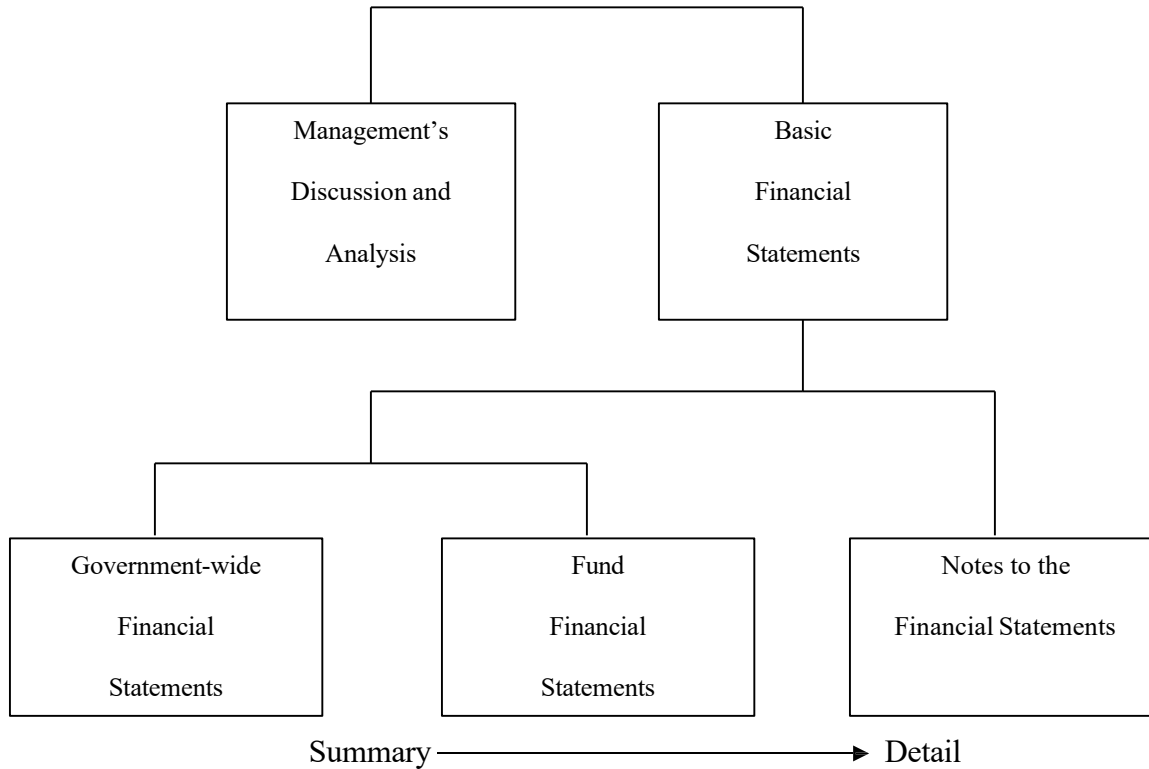 Management’s
Discussion and
Analysis
Basic
Financial
Statements
Government-wide
Financial
Statements
Fund
Financial
Statements
Notes to the
Financial Statements
Summary
Detail